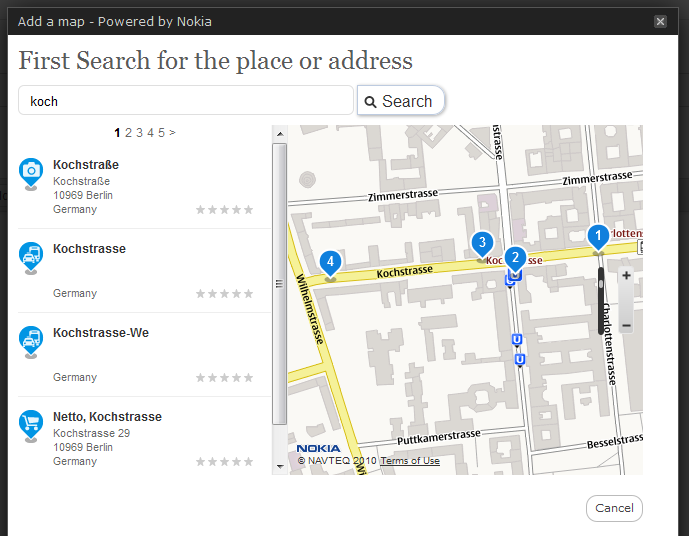 Add a map - Powered by Nokia
First Search for the place or address
koch
Search
1 2 3 4 5 >
Kochstraße
Kochstraße
10969 Berlin
Germany
Kochstrasse
Germany
Kochstrasse-We
Germany
Netto, Kochstrasse
Kochstrasse 29
10969 Berlin
Germany
Zimmerstrasse
Zimmerstrasse
1
3
2
4
Kochstrasse
Wilhelmstrasse
Charlottenstrasse
U
U
Puttkamerstrasse
Besselstras
NOKIA
© NAVTEQ 2010 Terms of Use
+
-
Cancel